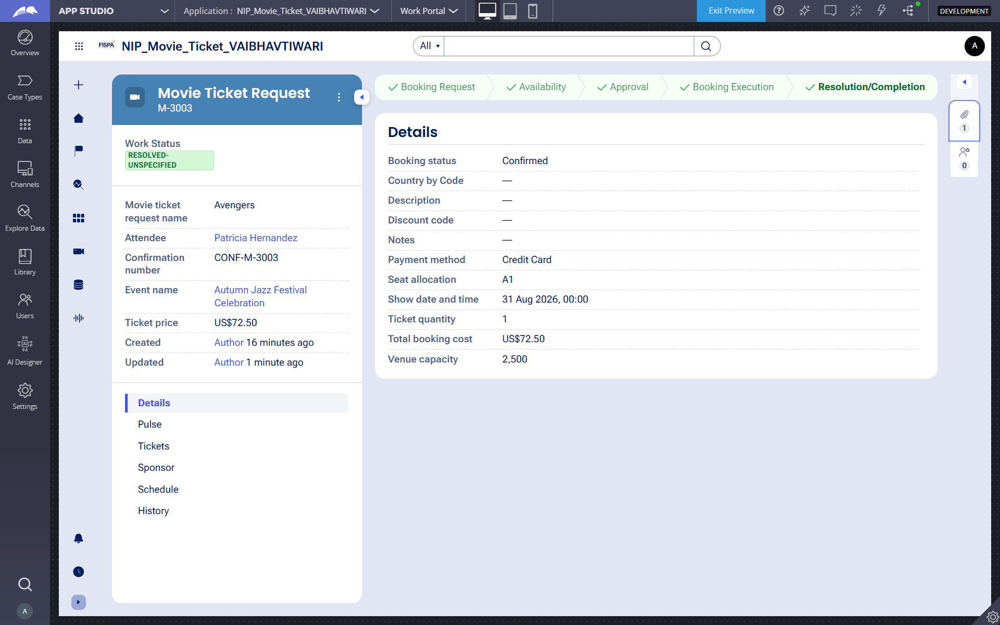 APP STUDIO
Application : NIP_Movie_Ticket_VAIBHAVTIWARI
Work Portal
Exit Preview
DEVELOPMENT
Overview
Case Types
Data
Channels
Explore Data
Library
Users
AI
AI Designer
Settings
A
FISPA
NIP_Movie_Ticket_VAIBHAVTIWARI
All
A
Movie Ticket Request
M-3003
Work Status
RESOLVED-
UNSPECIFIED
Movie ticket request name
Avengers
Attendee
Patricia Hernandez
Confirmation number
CONF-M-3003
Event name
Autumn Jazz Festival
Celebration
Ticket price
US$72.50
Created
Author 16 minutes ago
Updated
Author 1 minute ago
Details
Pulse
Tickets
Sponsor
Schedule
History
Booking Request
Availability
Approval
Booking Execution
Resolution/Completion
Details
Booking status Confirmed
Country by Code —
Description —
Discount code —
Notes —
Payment method Credit Card
Seat allocation A1
Show date and time 31 Aug 2026, 00:00
Ticket quantity 1
Total booking cost US$72.50
Venue capacity 2,500
1
0